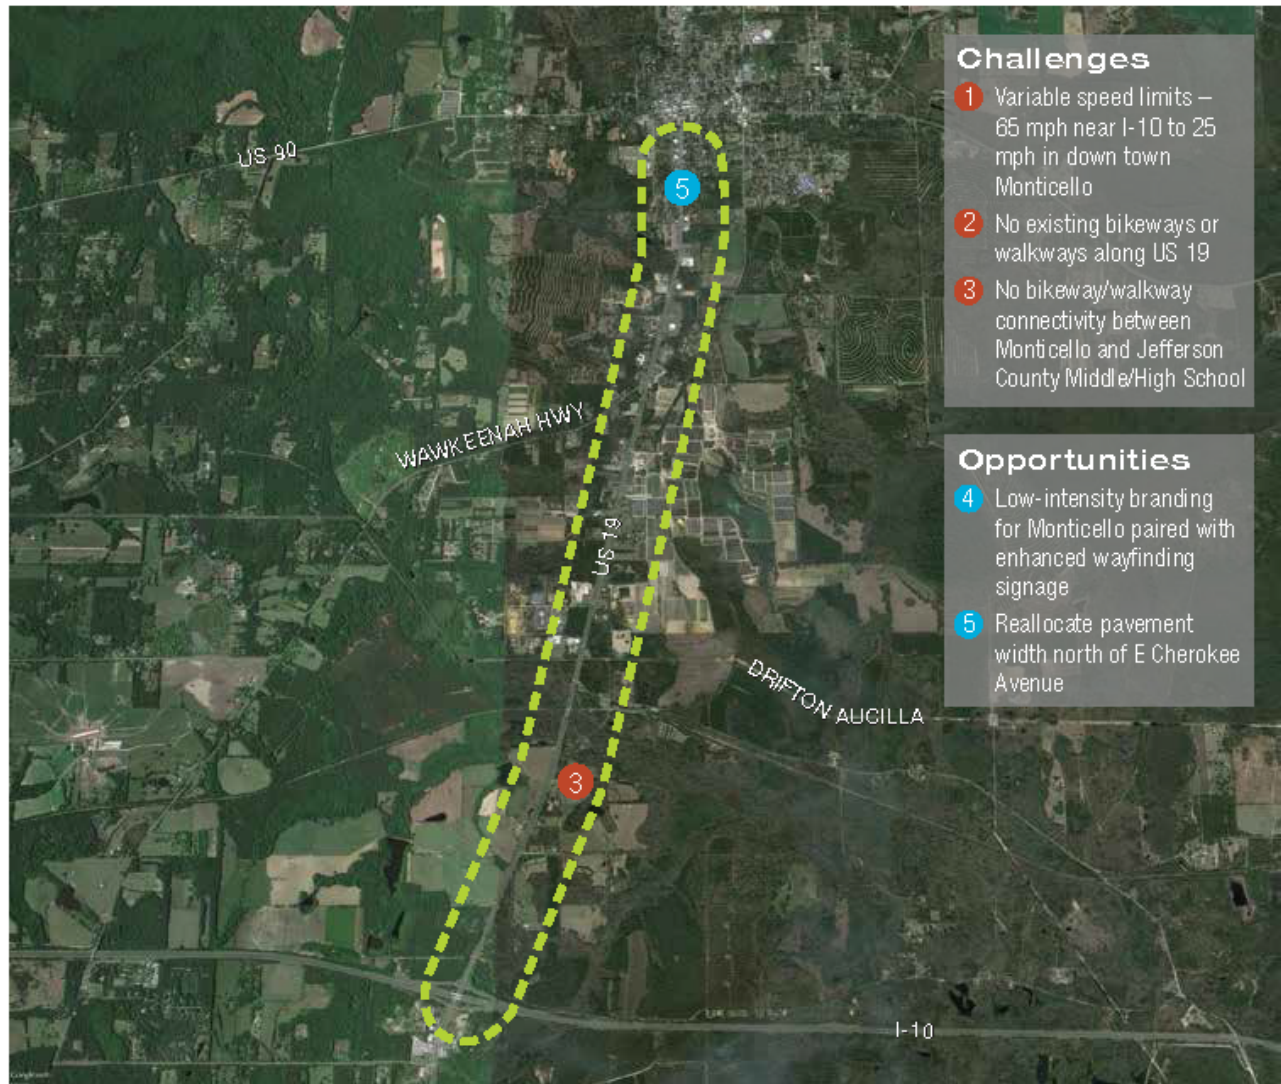 Challenges
1 Variable speed limits –
65 mph near I-10 to 25
mph in down town
Monticello
2 No existing bikeways or
walkways along US 19
3 No bikeway/walkway
connectivity between
Monticello and Jefferson
County Middle/High School
Opportunities
4 Low-intensity branding
for Monticello paired with
enhanced wayfinding
signage
5 Reallocate pavement
width north of E Cherokee
Avenue
US 90
5
WAWKEENAH HWY
US 19
DRIFTON AUCILLA
3
I-10